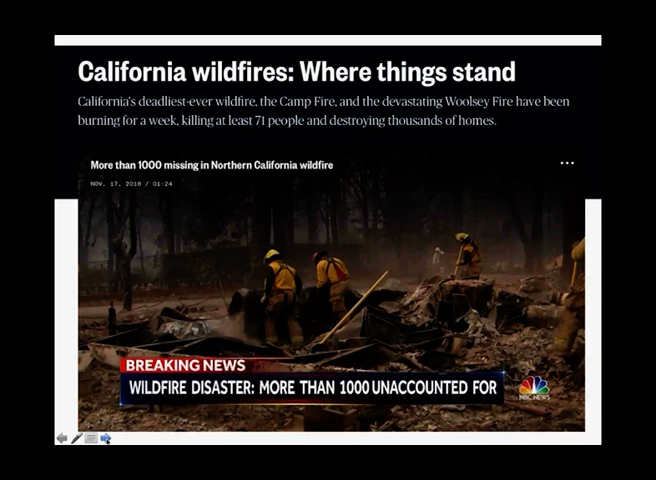 California wildfires: Where things stand
California's deadliest-ever wildfire, the Camp Fire, and the devastating Woolsey Fire have been
burning for a week, killing at least 71 people and destroying thousands of homes.
More than 1000 missing in Northern California wildfire
NOV. 17, 2018 / 01:24
BREAKING NEWS
WILDFIRE DISASTER: MORE THAN 1000 UNACCOUNTED FOR
NBC NEWS